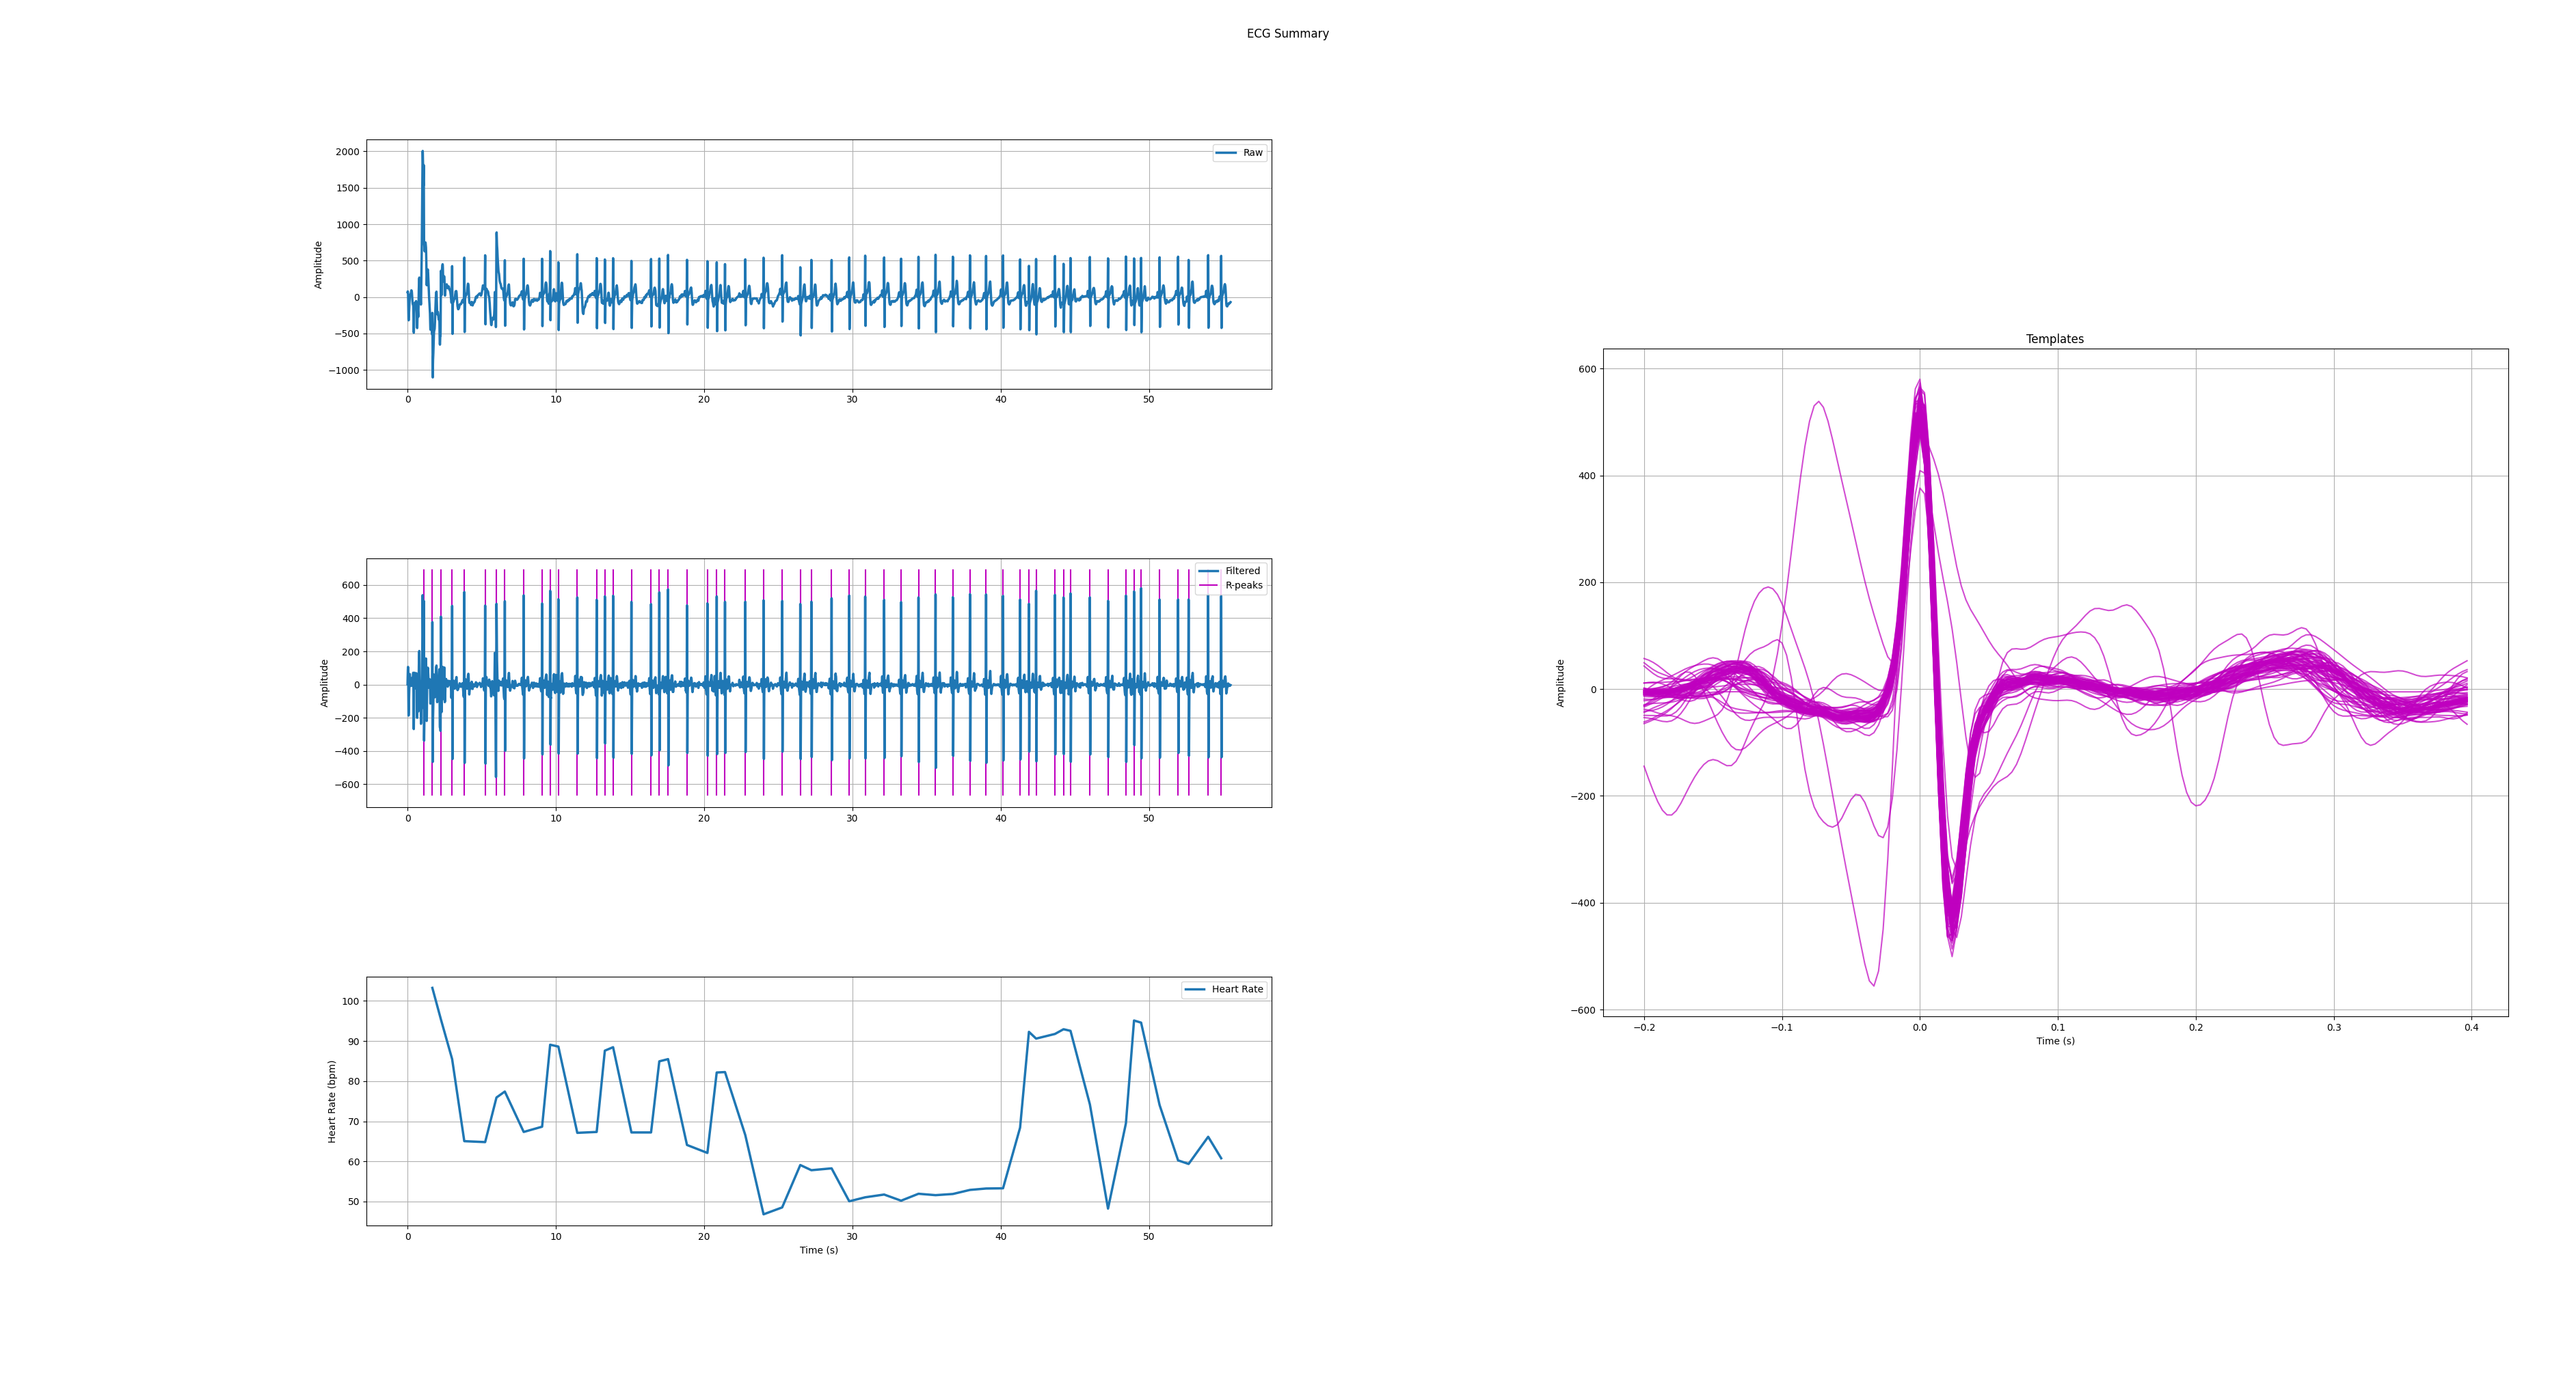 ECG Summary
2000
1500
1000
500
0
−500
−1000
Amplitude
Raw
0 10 20 30 40 50
600
400
200
0
−200
−400
−600
Amplitude
Filtered
R-peaks
0 10 20 30 40 50
100
90
80
70
60
50
Heart Rate (bpm)
Heart Rate
0 10 20 30 40 50
Time (s)
Templates
600
400
200
0
−200
−400
−600
Amplitude
−0.2 −0.1 0.0 0.1 0.2 0.3 0.4
Time (s)